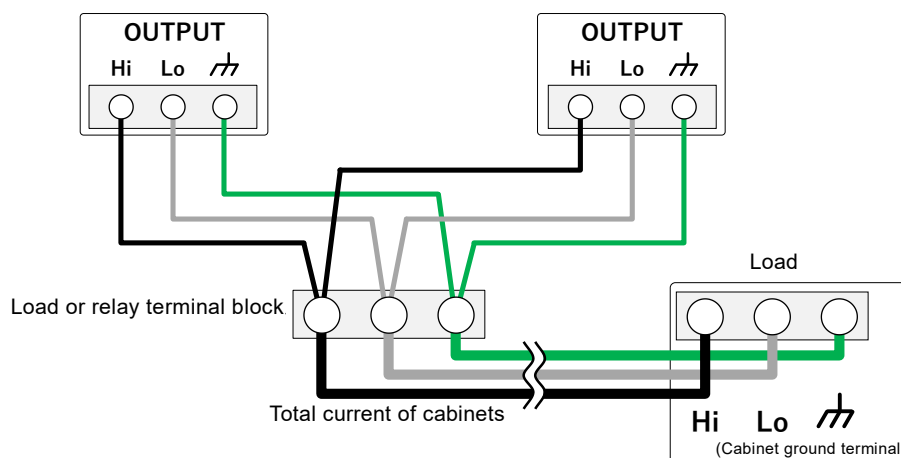 OUTPUT
Hi Lo
OUTPUT
Hi Lo
Load or relay terminal block
Load
Total current of cabinets
Hi Lo
(Cabinet ground terminal